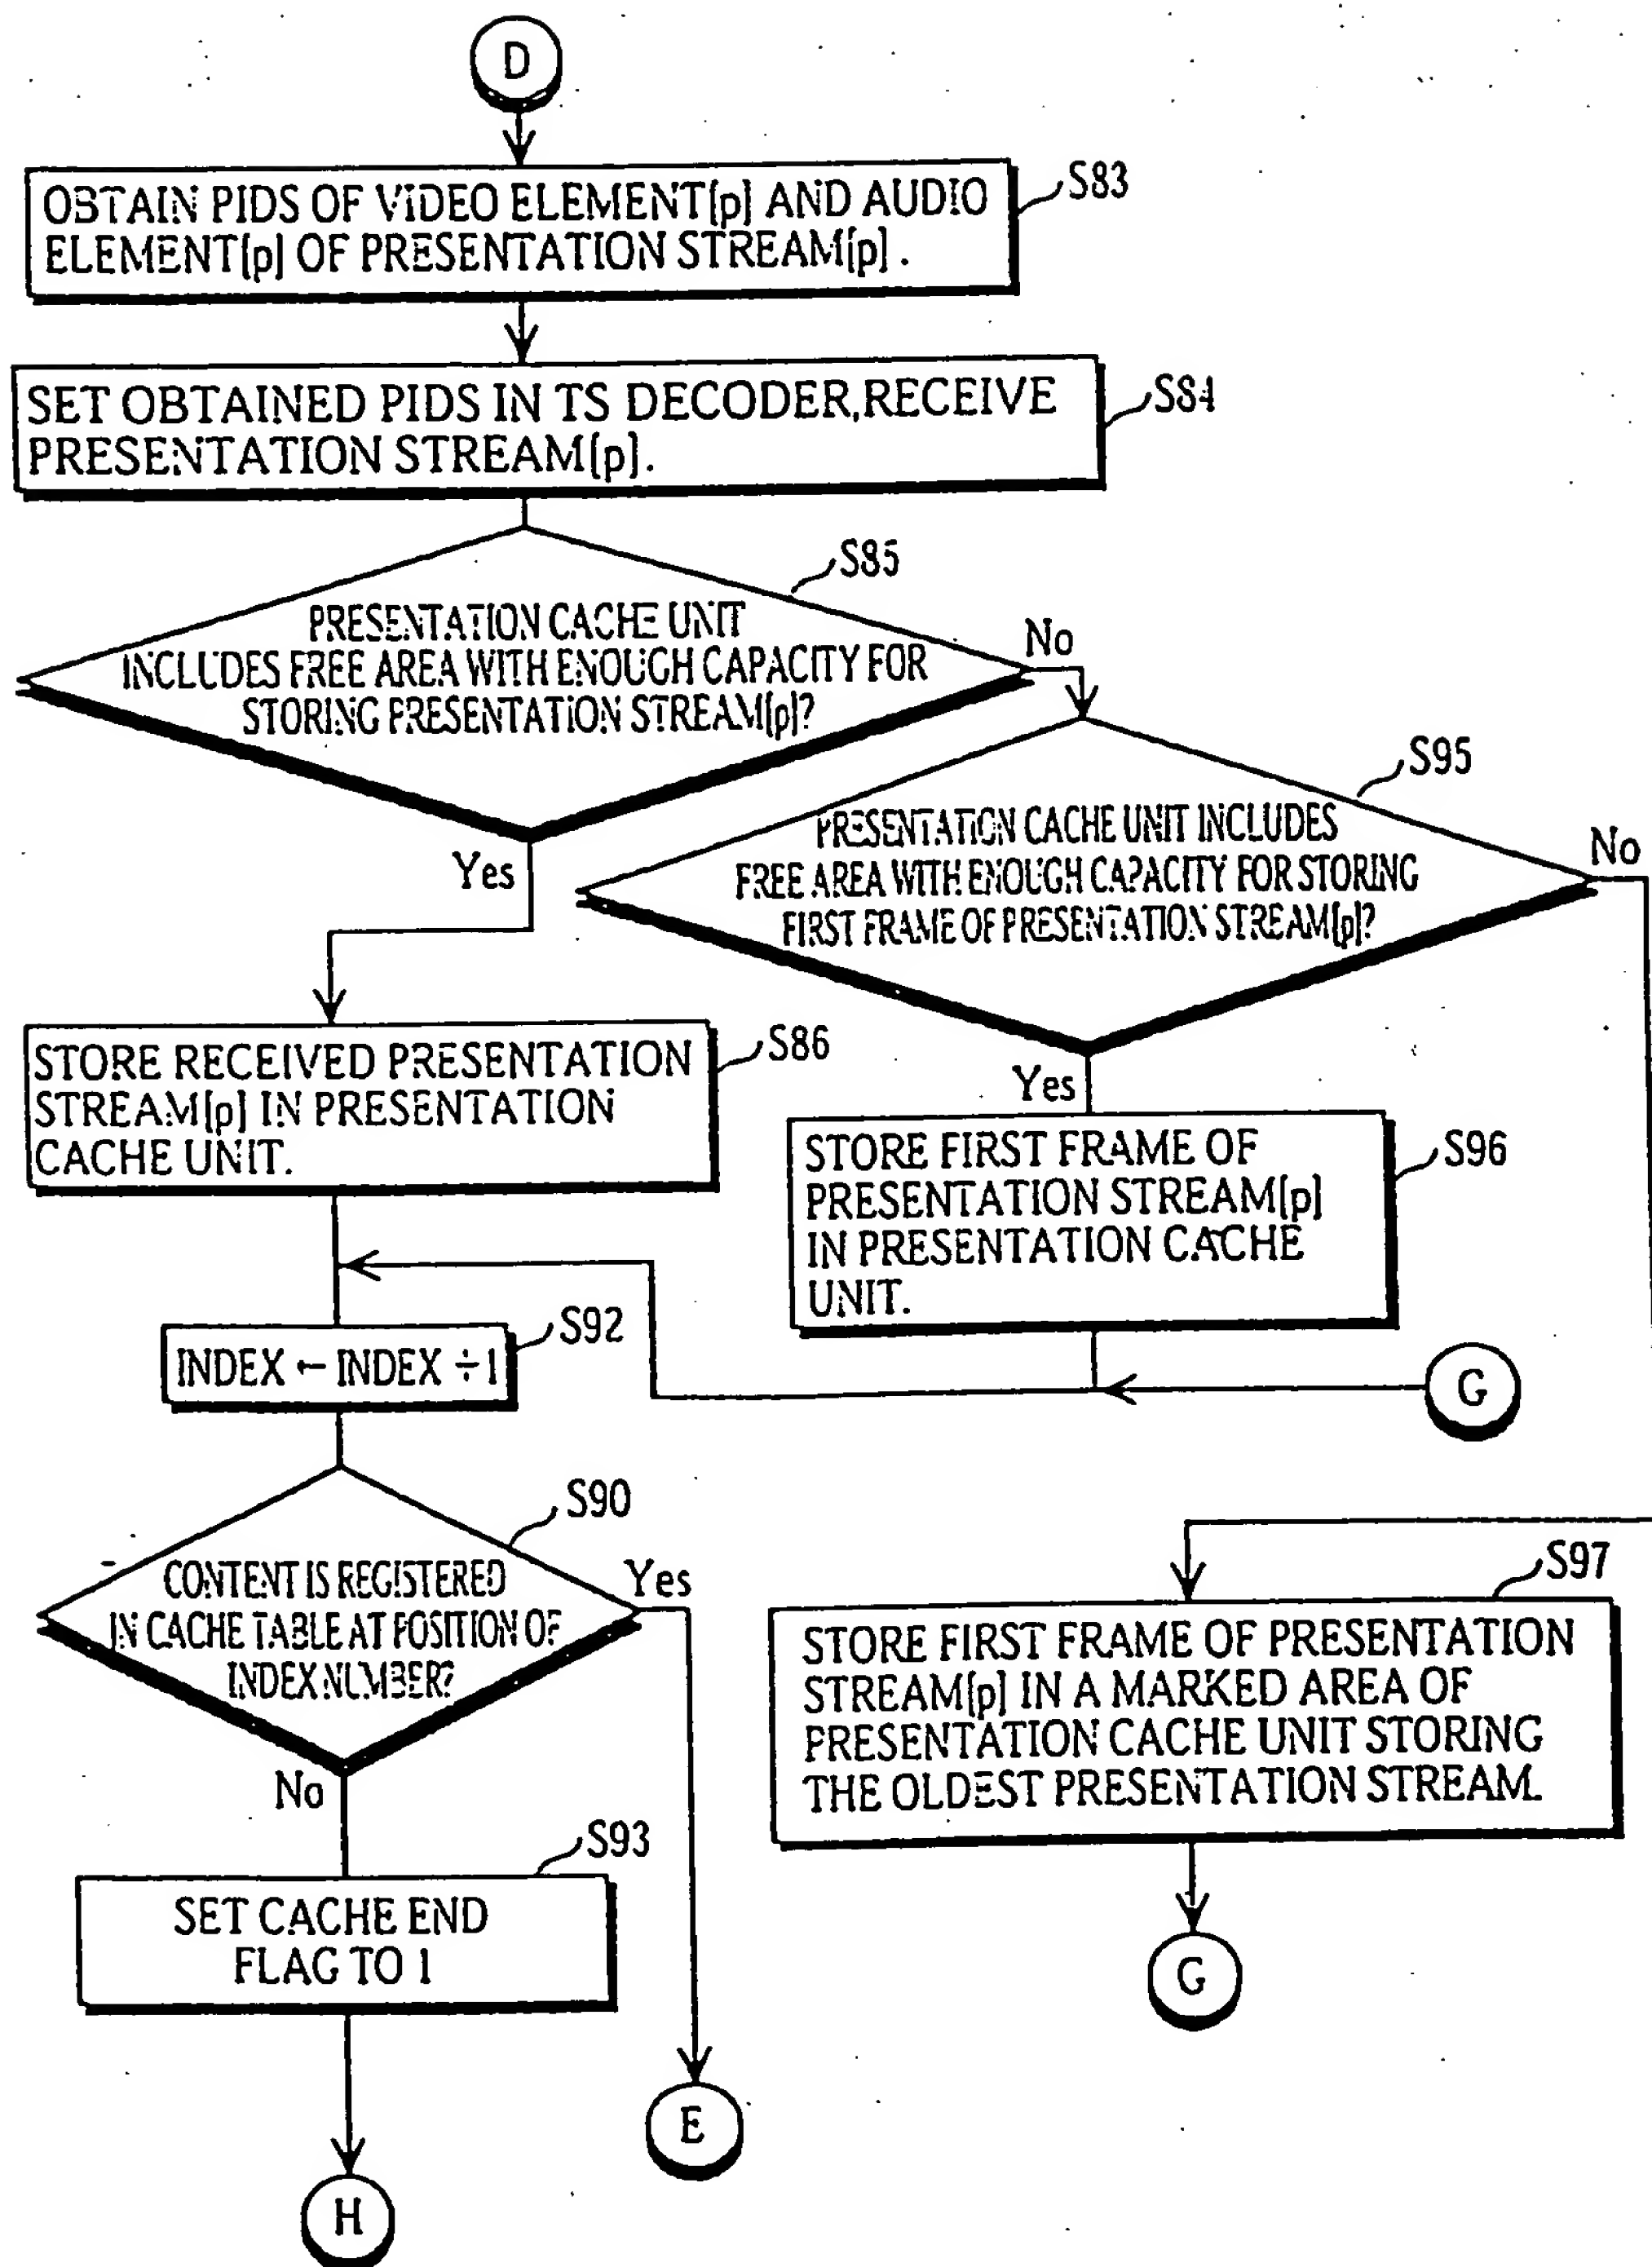 D
OBTAIN PIDS OF VIDEO ELEMENT[p] AND AUDIO
ELEMENT[p] OF PRESENTATION STREAM[p].
S83
SET OBTAINED PIDS IN TS DECODER,RECEIVE
PRESENTATION STREAM[p].
S84
S85
PRESENTATION CACHE UNIT
INCLUDES FREE AREA WITH ENOUGH CAPACITY FOR
STORING PRESENTATION STREAM[p]?
No
Yes
S95
PRESENTATION CACHE UNIT INCLUDES
FREE AREA WITH ENOUGH CAPACITY FOR STORING
FIRST FRAME OF PRESENTATION STREAM[p]?
No
Yes
STORE RECEIVED PRESENTATION
STREAM[p] IN PRESENTATION
CACHE UNIT.
S86
STORE FIRST FRAME OF
PRESENTATION STREAM[p]
IN PRESENTATION CACHE
UNIT.
S96
S92
INDEX ← INDEX +1
G
S90
CONTENT IS REGISTERED
IN CACHE TABLE AT POSITION OF
INDEX NUMBER?
Yes
No
S97
STORE FIRST FRAME OF PRESENTATION
STREAM[p] IN A MARKED AREA OF
PRESENTATION CACHE UNIT STORING
THE OLDEST PRESENTATION STREAM.
S93
SET CACHE END
FLAG TO 1
G
E
H